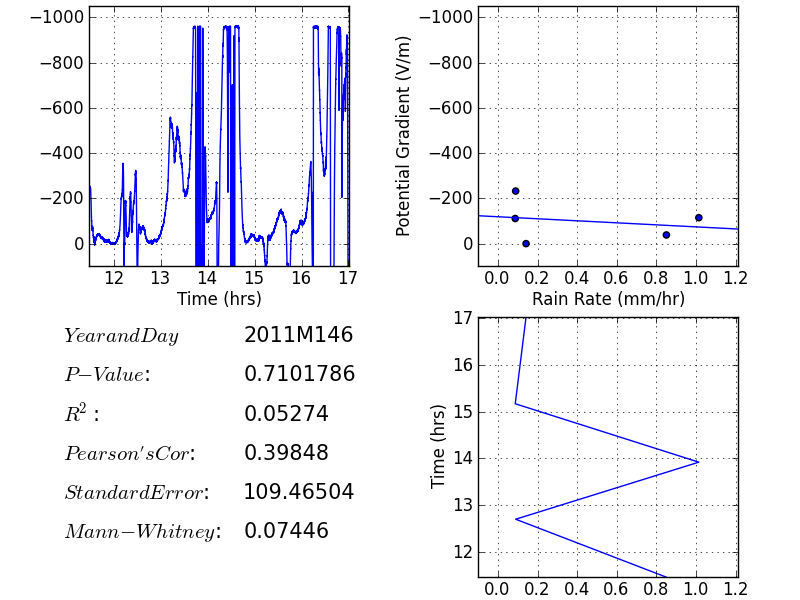 −1000
−800
−600
−400
−200
0
12 13 14 15 16 17
Time (hrs)
Potential Gradient (V/m)
−1000
−800
−600
−400
−200
0
0.0 0.2 0.4 0.6 0.8 1.0 1.2
Rain Rate (mm/hr)
YearandDay 2011M146
P−Value: 0.7101786
R²: 0.05274
Pearson'sCor: 0.39848
StandardError: 109.46504
Mann−Whitney: 0.07446
Time (hrs)
17
16
15
14
13
12
0.0 0.2 0.4 0.6 0.8 1.0 1.2